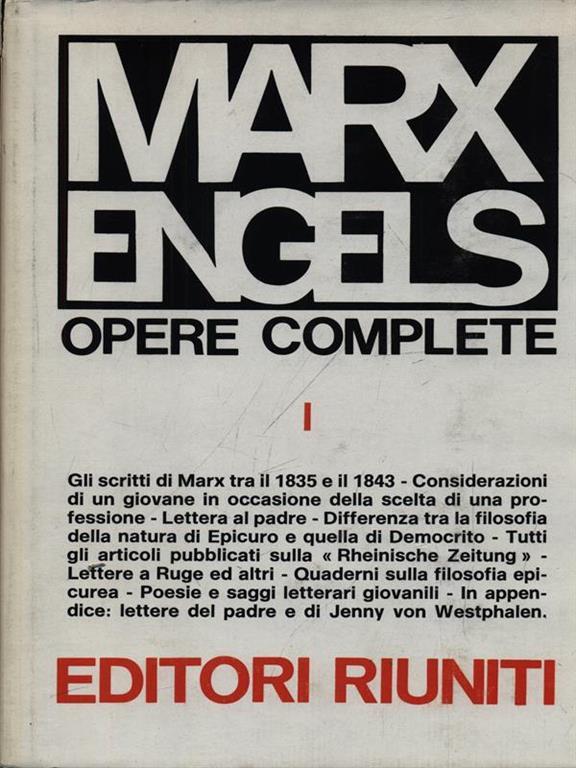 MARX
ENGELS
OPERE COMPLETE
I
Gli scritti di Marx tra il 1835 e il 1843 - Considerazioni
di un giovane in occasione della scelta di una pro-
fessione - Lettera al padre - Differenza tra la filosofia
della natura di Epicuro e quella di Democrito - Tutti
gli articoli pubblicati sulla « Rheinische Zeitung » -
Lettere a Ruge ed altri - Quaderni sulla filosofia epi-
curea - Poesie e saggi letterari giovanili - In appen-
dice: lettere del padre e di Jenny von Westphalen.
EDITORI RIUNITI